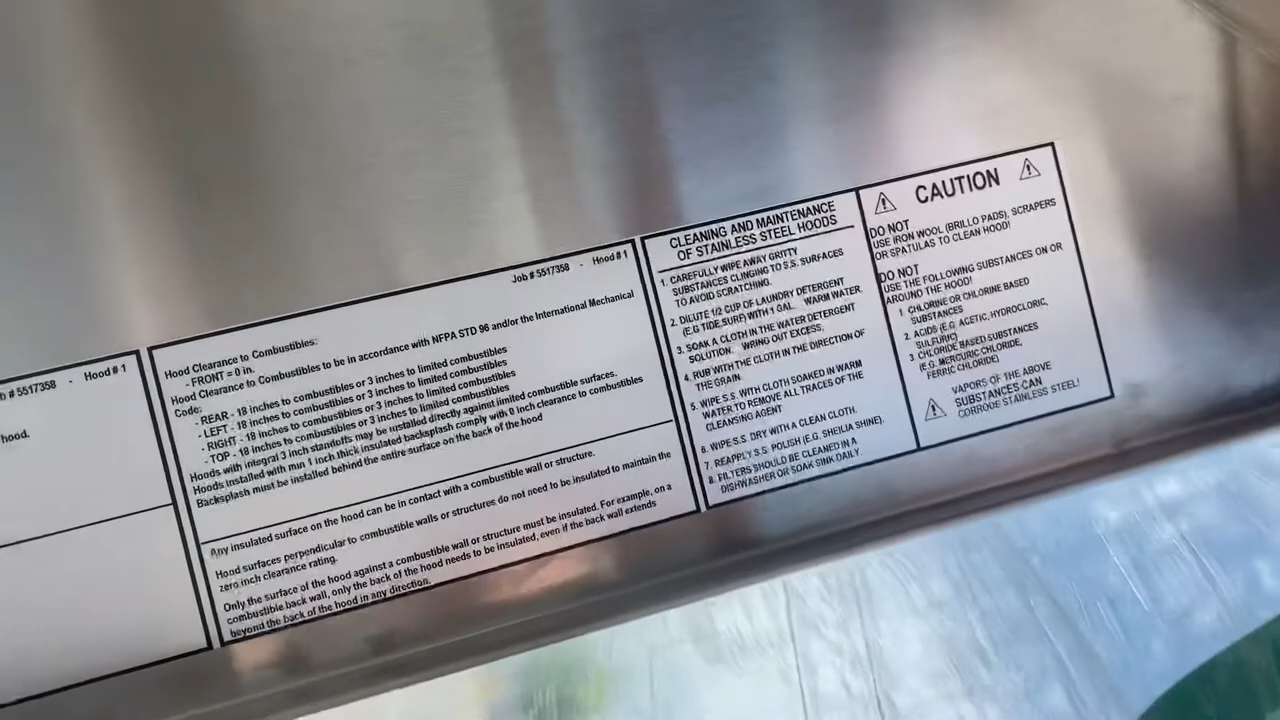 b # 5517358 - Hood # 1
hood.
Job # 5517358 - Hood # 1
Hood Clearance to Combustibles:
- FRONT = 0 in.
Hood Clearance to Combustibles to be in accordance with NFPA STD 96 and/or the International Mechanical
Code:
- REAR - 18 inches to combustibles or 3 inches to limited combustibles
- LEFT - 18 inches to combustibles or 3 inches to limited combustibles
- RIGHT - 18 inches to combustibles or 3 inches to limited combustibles
- TOP - 18 inches to combustibles or 3 inches to limited combustibles
Hoods with integral 3 inch standoffs may be installed directly against limited combustible surfaces.
Hoods installed with min 1 inch thick insulated backsplash comply with 0 inch clearance to combustibles
Backsplash must be installed behind the entire surface on the back of the hood
Any insulated surface on the hood can be in contact with a combustible wall or structure.
Hood surfaces perpendicular to combustible walls or structures do not need to be insulated to maintain the
zero inch clearance rating.
Only the surface of the hood against a combustible wall or structure must be insulated. For example, on a
combustible back wall, only the back of the hood needs to be insulated, even if the back wall extends
beyond the back of the hood in any direction.
CLEANING AND MAINTENANCE
OF STAINLESS STEEL HOODS
1. CAREFULLY WIPE AWAY GRITTY
SUBSTANCES CLINGING TO S.S. SURFACES
TO AVOID SCRATCHING.
2. DILUTE 1/2 CUP OF LAUNDRY DETERGENT
(E.G TIDE,SURF) WITH 1 GAL. WARM WATER.
3. SOAK A CLOTH IN THE WATER DETERGENT
SOLUTION. WRING OUT EXCESS,
4. RUB WITH THE CLOTH IN THE DIRECTION OF
THE GRAIN.
5. WIPE S.S. WITH CLOTH SOAKED IN WARM
WATER TO REMOVE ALL TRACES OF THE
CLEANSING AGENT
6. WIPE S.S. DRY WITH A CLEAN CLOTH.
7. REAPPLY S.S. POLISH (E.G. SHEILIA SHINE).
8. FILTERS SHOULD BE CLEANED IN A
DISHWASHER OR SOAK SINK DAILY.
CAUTION
DO NOT
USE IRON WOOL (BRILLO PADS), SCRAPERS
OR SPATULAS TO CLEAN HOOD!
DO NOT
USE THE FOLLOWING SUBSTANCES ON OR
AROUND THE HOOD!
1 CHLORINE OR CHLORINE BASED
SUBSTANCES
2. ACIDS (E.G. ACETIC, HYDROCLORIC,
SULFURIC)
3 CHLORIDE BASED SUBSTANCES
(E.G. MERCURIC CHLORIDE,
FERRIC CHLORIDE)
VAPORS OF THE ABOVE
SUBSTANCES CAN
CORRODE STAINLESS STEEL!